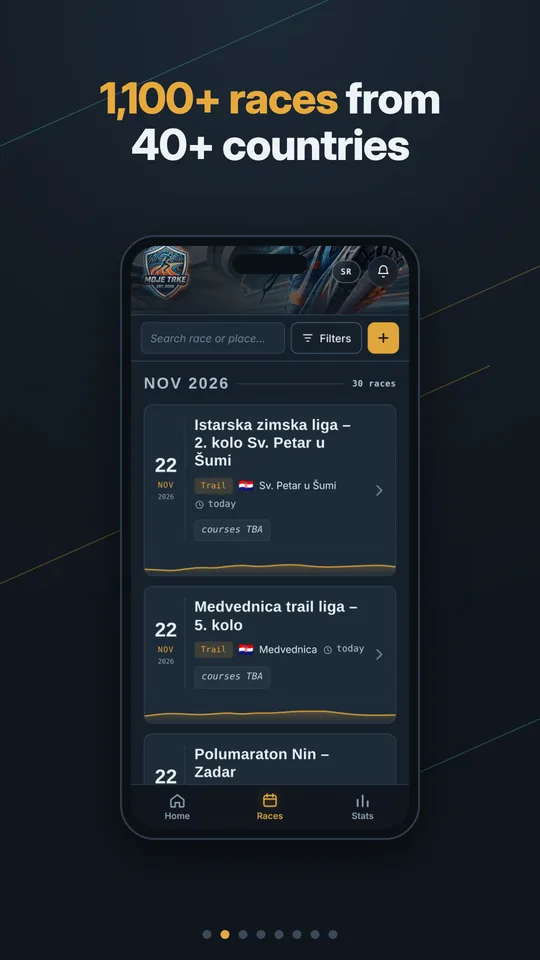 1,100+ races from
40+ countries
MOJE TRKE
SR
Search race or place...
Filters
+
NOV 2026
30 races
Istarska zimska liga –
2. kolo Sv. Petar u
Šumi
22
NOV
2026
Trail
Sv. Petar u Šumi
today
courses TBA
Medvednica trail liga –
5. kolo
22
NOV
2026
Trail
Medvednica
today
courses TBA
Polumaraton Nin –
Zadar
22
Home
Races
Stats